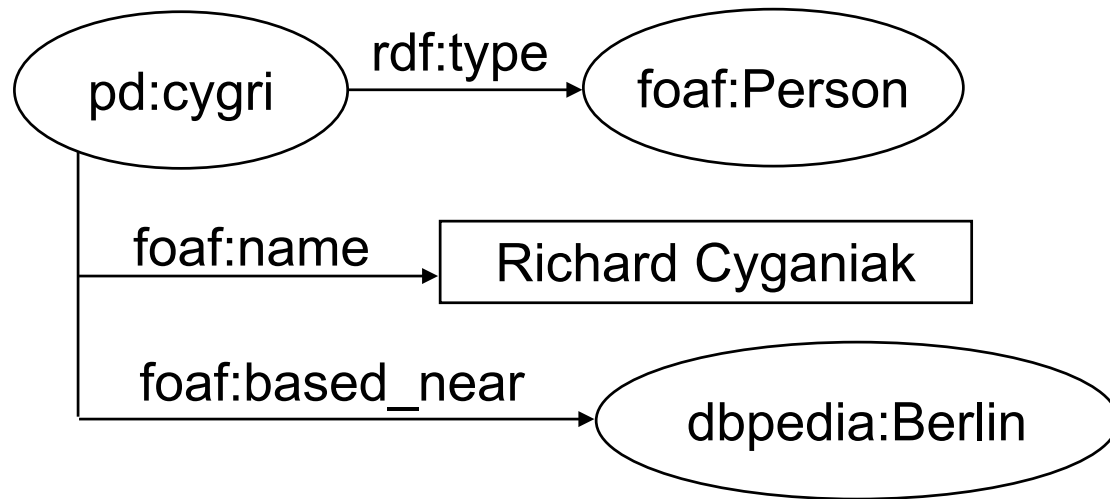 pd:cygri
rdf:type
foaf:Person
foaf:name
Richard Cyganiak
foaf:based_near
dbpedia:Berlin